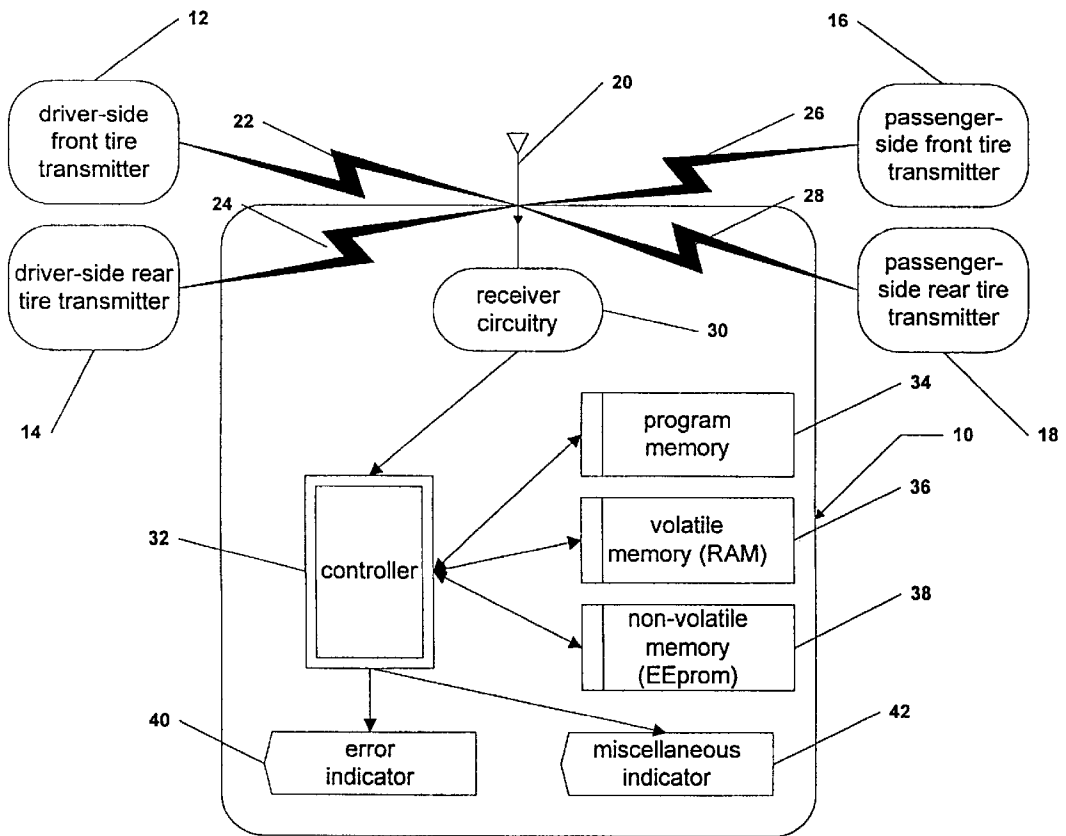 12
16
20
22
26
driver-side
front tire
transmitter
passenger-
side front tire
transmitter
24
28
driver-side rear
tire transmitter
passenger-
side rear tire
transmitter
receiver
circuitry
30
14
18
34
10
program
memory
36
volatile
memory (RAM)
32
controller
38
non-volatile
memory
(EEprom)
40
42
error
indicator
miscellaneous
indicator